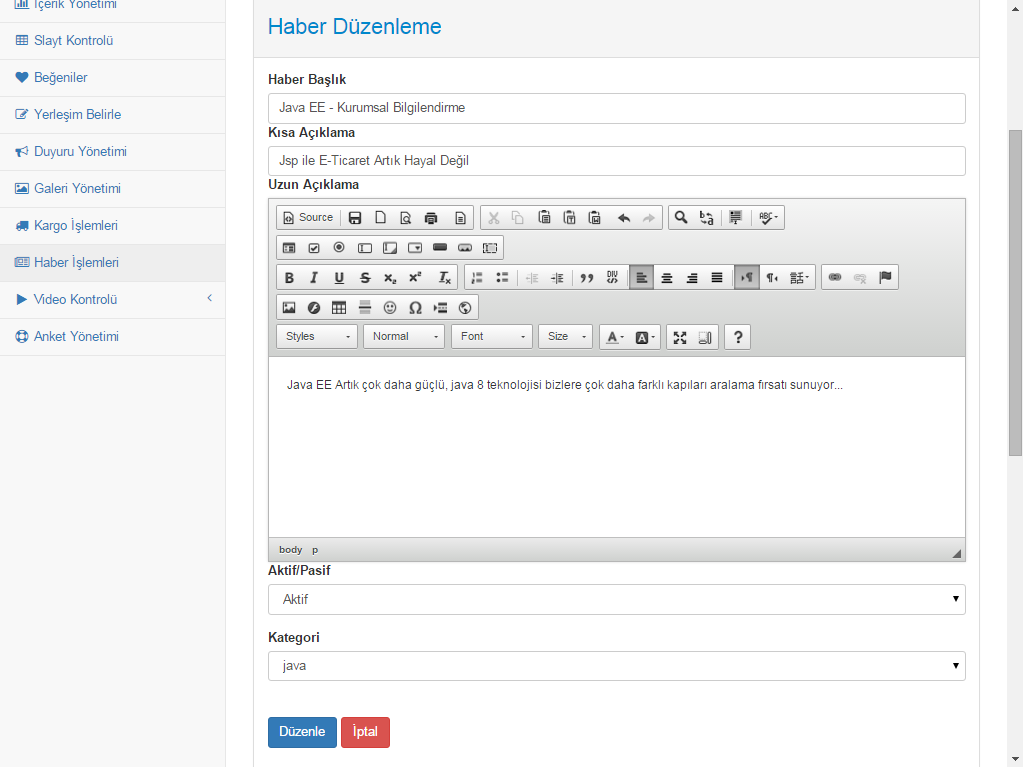 İçerik Yönetimi
Slayt Kontrolü
Beğeniler
Yerleşim Belirle
Duyuru Yönetimi
Galeri Yönetimi
Kargo İşlemleri
Haber İşlemleri
Video Kontrolü
Anket Yönetimi
Haber Düzenleme
Haber Başlık
Java EE - Kurumsal Bilgilendirme
Kısa Açıklama
Jsp ile E-Ticaret Artık Hayal Değil
Uzun Açıklama
Source
Styles Normal Font Size
Java EE Artık çok daha güçlü, java 8 teknolojisi bizlere çok daha farklı kapıları aralama fırsatı sunuyor...
body p
Aktif/Pasif
Aktif
Kategori
java
Düzenle İptal